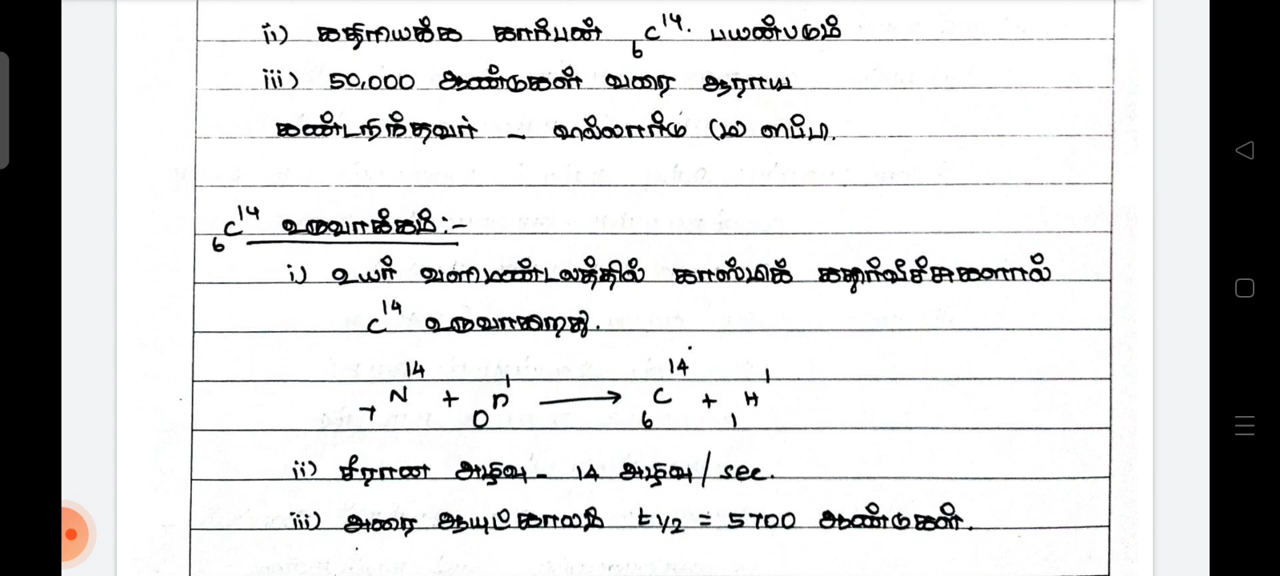 ii) கதிரியக்க கார்பன் ₆C¹⁴. பயன்படும்
iii) 50,000 ஆண்டுகள் வரை ஆராய
கண்டறிந்தவர் –
₆C¹⁴ உருவாக்கம் :-
i) உயர் வளிமண்டலத்தில் காஸ்மிக் கதிர்வீச்சுகளால்
C¹⁴ உருவாகிறது.
₇N¹⁴ + ₀n¹ ⟶ ₆C¹⁴ + ₁H¹
ii) சீரான அழிவு - 14 அழிவு / sec.
iii) அரை ஆயுட்காலம் t1/2 = 5700 ஆண்டுகள்.